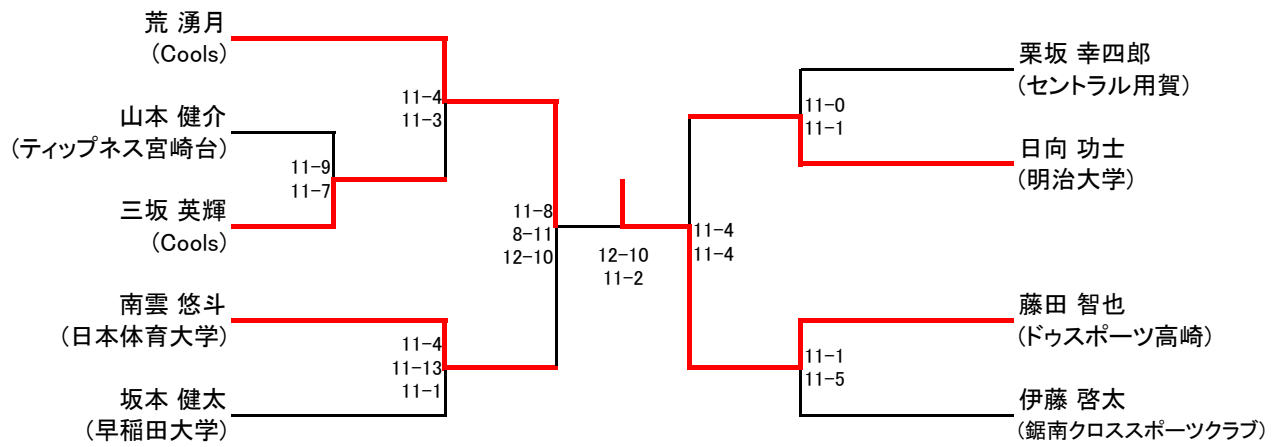 荒 湧月
(Cools)
山本 健介
(ティップネス宮崎台)
三坂 英輝
(Cools)
南雲 悠斗
(日本体育大学)
坂本 健太
(早稲田大学)
11-9
11-7
11-4
11-3
11-4
11-13
11-1
11-8
8-11
12-10
12-10
11-2
11-4
11-4
11-0
11-1
11-1
11-5
栗坂 幸四郎
(セントラル用賀)
日向 功士
(明治大学)
藤田 智也
(ドゥスポーツ高崎)
伊藤 啓太
(鋸南クロススポーツクラブ)